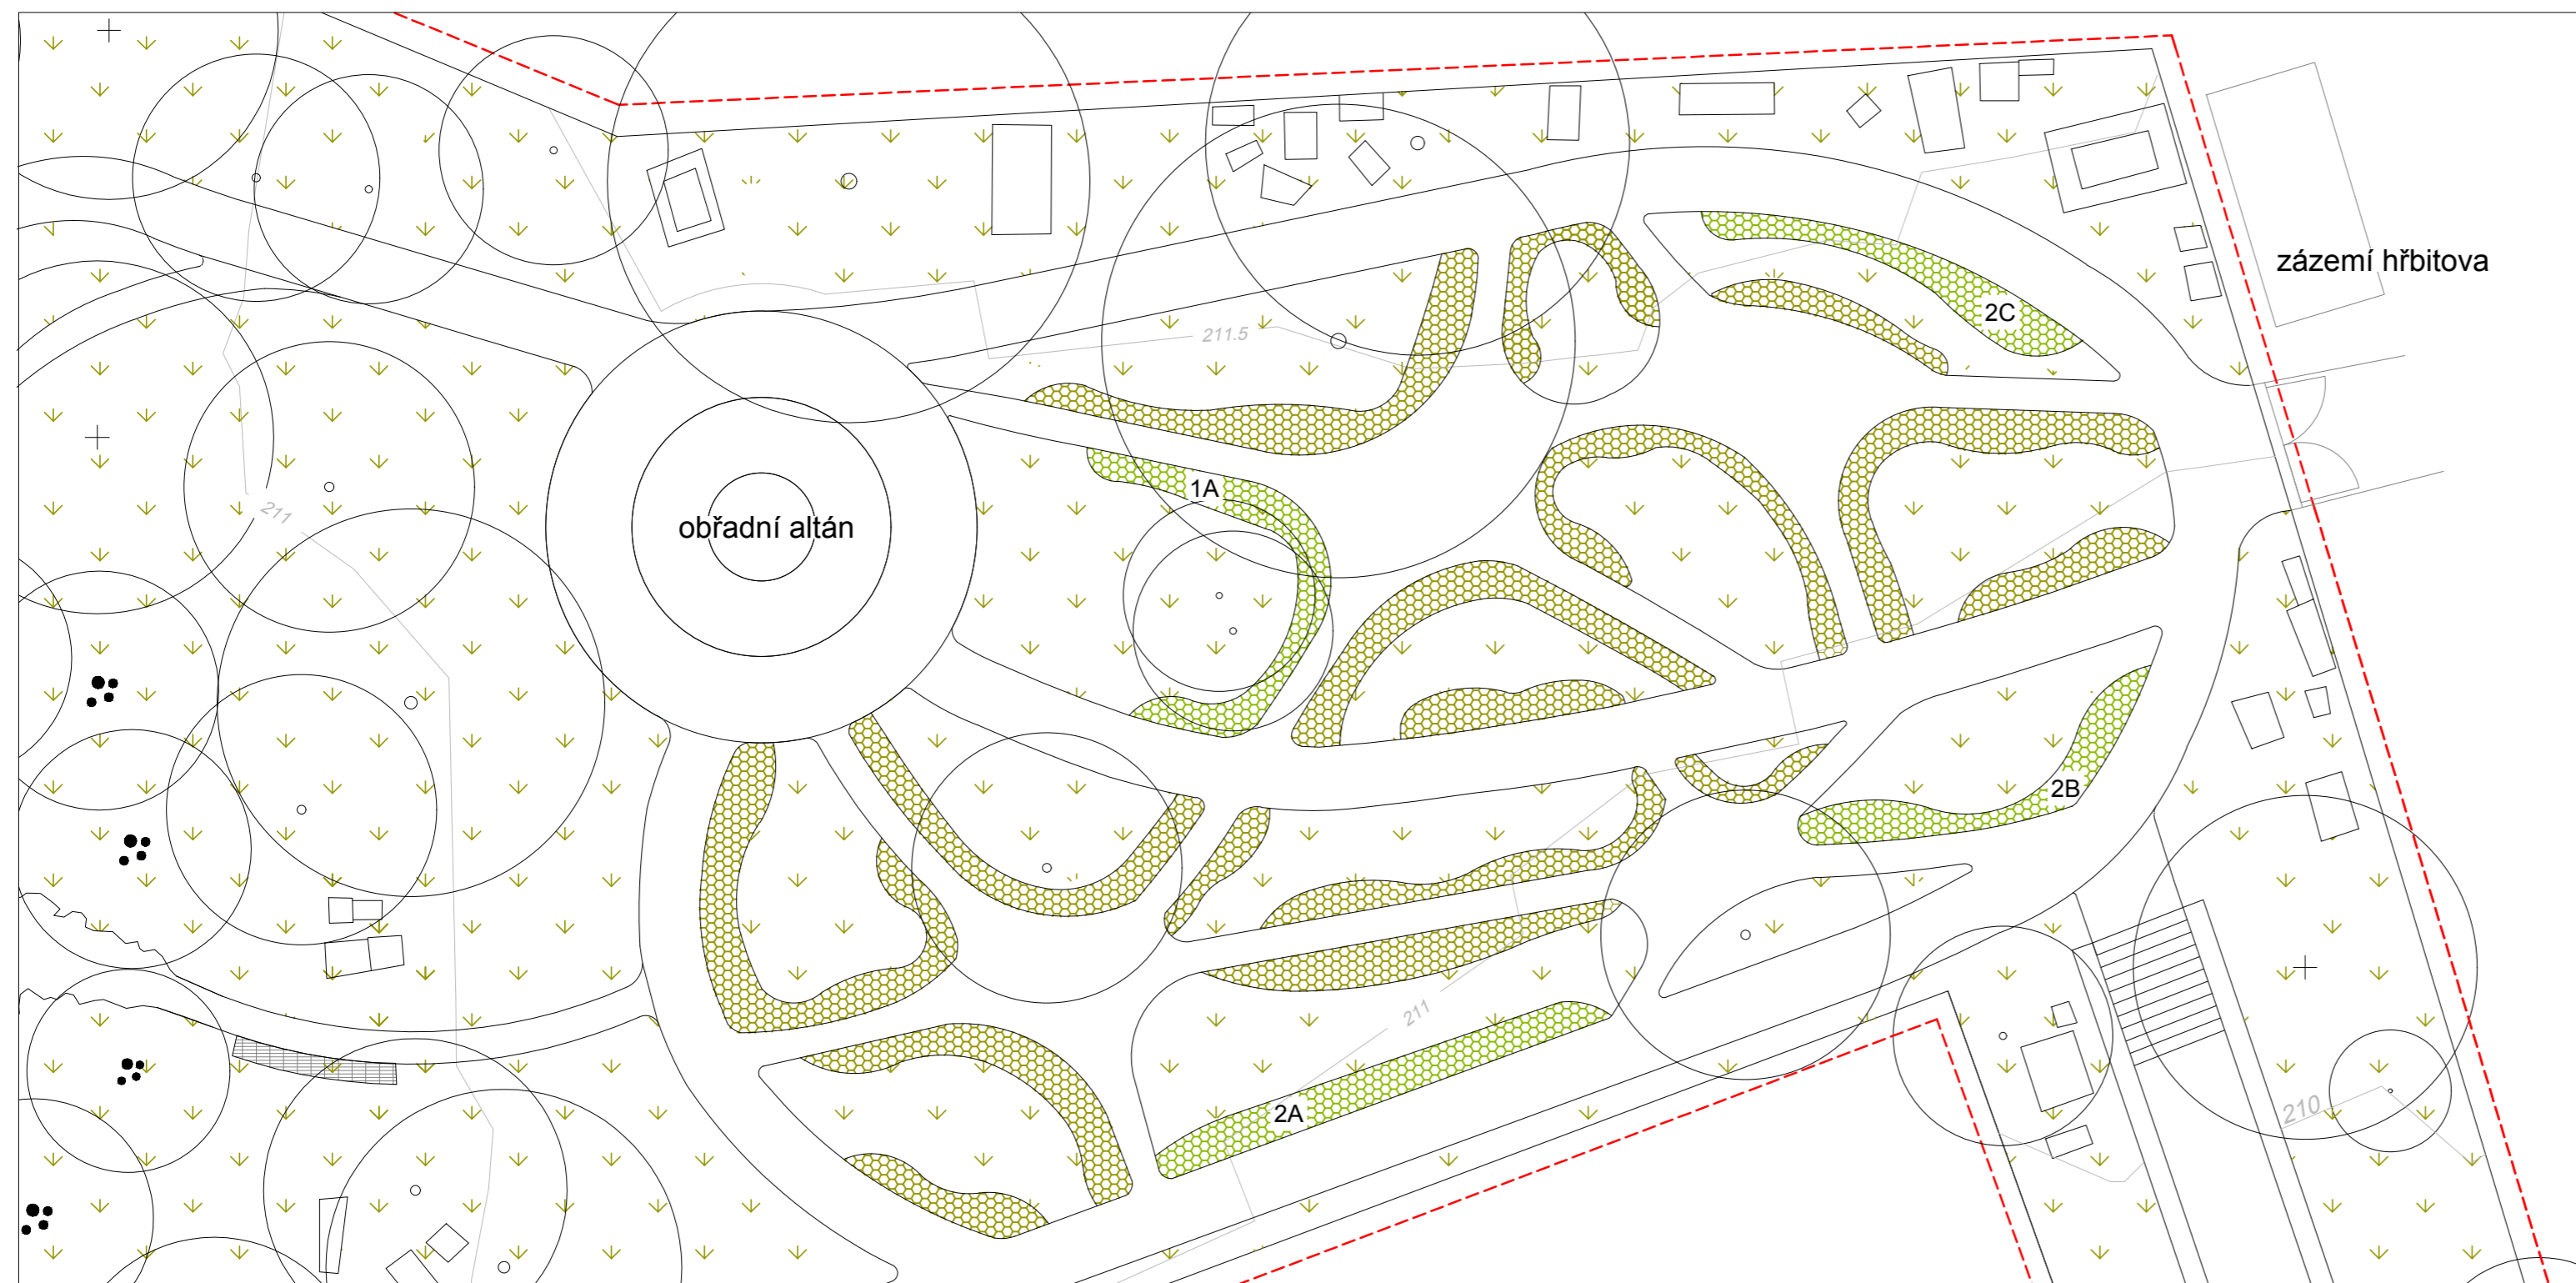 zázemí hřbitova
2C
211.5
1A
211
obřadní altán
2B
211
2A
210